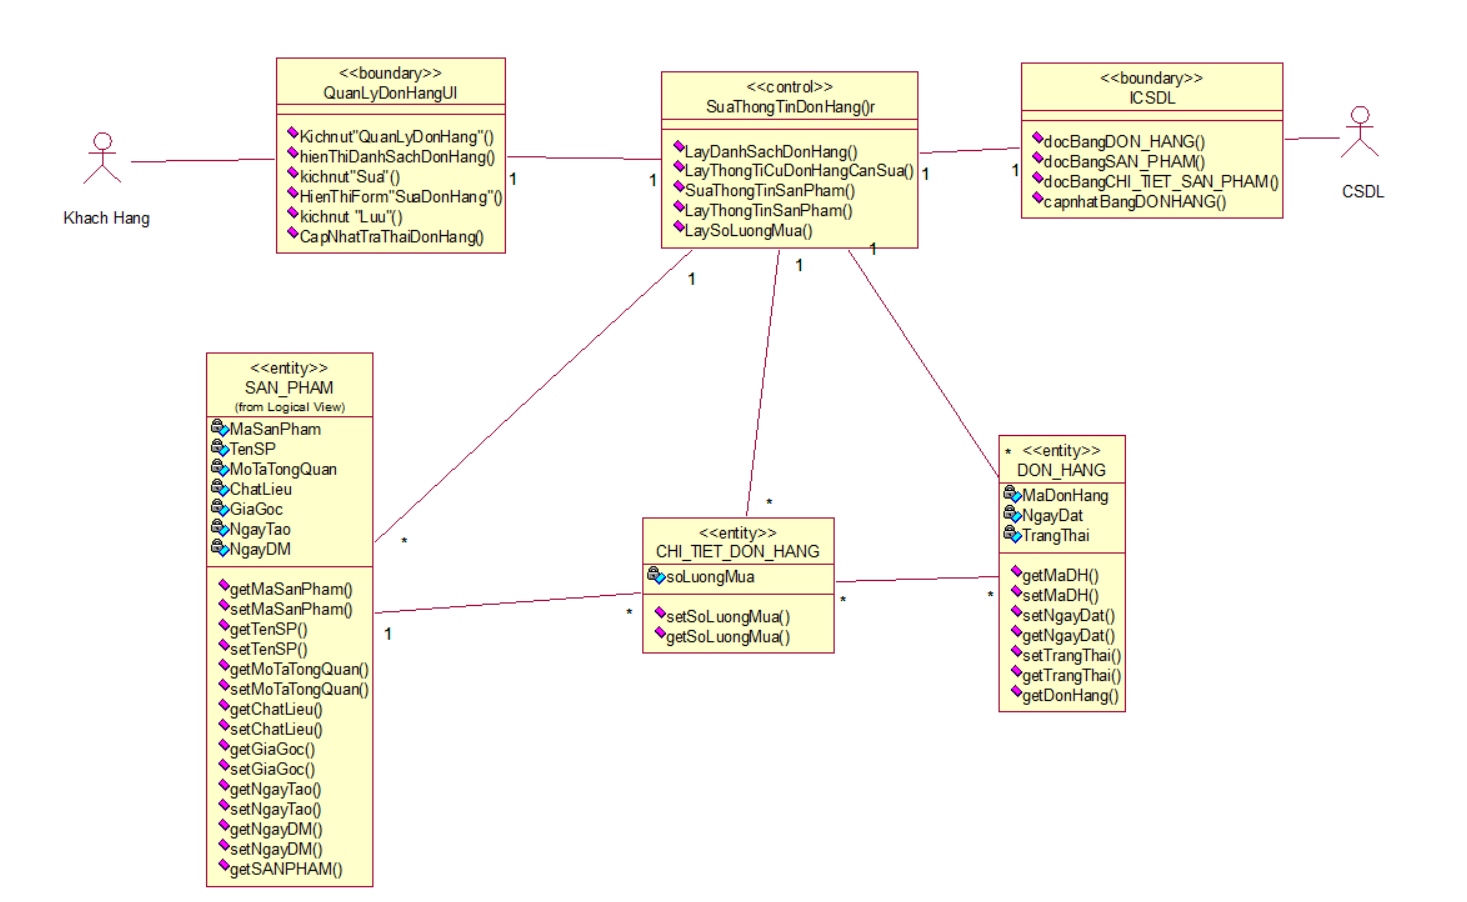 <<boundary>>
QuanLyDonHangUI
Kichnut"QuanLyDonHang"()
hienThiDanhSachDonHang()
kichnut"Sua"()
HienThiForm"SuaDonHang"()
kichnut "Luu"()
CapNhatTraThaiDonHang()
<<control>>
SuaThongTinDonHang()r
LayDanhSachDonHang()
LayThongTiCuDonHangCanSua()
SuaThongTinSanPham()
LayThongTinSanPham()
LaySoLuongMua()
<<boundary>>
ICSDL
docBangDON_HANG()
docBangSAN_PHAM()
docBangCHI_TIET_SAN_PHAM()
capnhatBangDONHANG()
Khach Hang
CSDL
1
1
1
1
1
1
1
<<entity>>
SAN_PHAM
(from Logical View)
MaSanPham
TenSP
MoTaTongQuan
ChatLieu
GiaGoc
NgayTao
NgayDM
getMaSanPham()
setMaSanPham()
getTenSP()
setTenSP()
getMoTaTongQuan()
setMoTaTongQuan()
getChatLieu()
setChatLieu()
getGiaGoc()
setGiaGoc()
getNgayTao()
setNgayTao()
getNgayDM()
setNgayDM()
getSANPHAM()
*
1
*
*
<<entity>>
CHI_TIET_DON_HANG
soLuongMua
setSoLuongMua()
getSoLuongMua()
*
*
* <<entity>>
DON_HANG
MaDonHang
NgayDat
TrangThai
getMaDH()
setMaDH()
setNgayDat()
getNgayDat()
setTrangThai()
getTrangThai()
getDonHang()